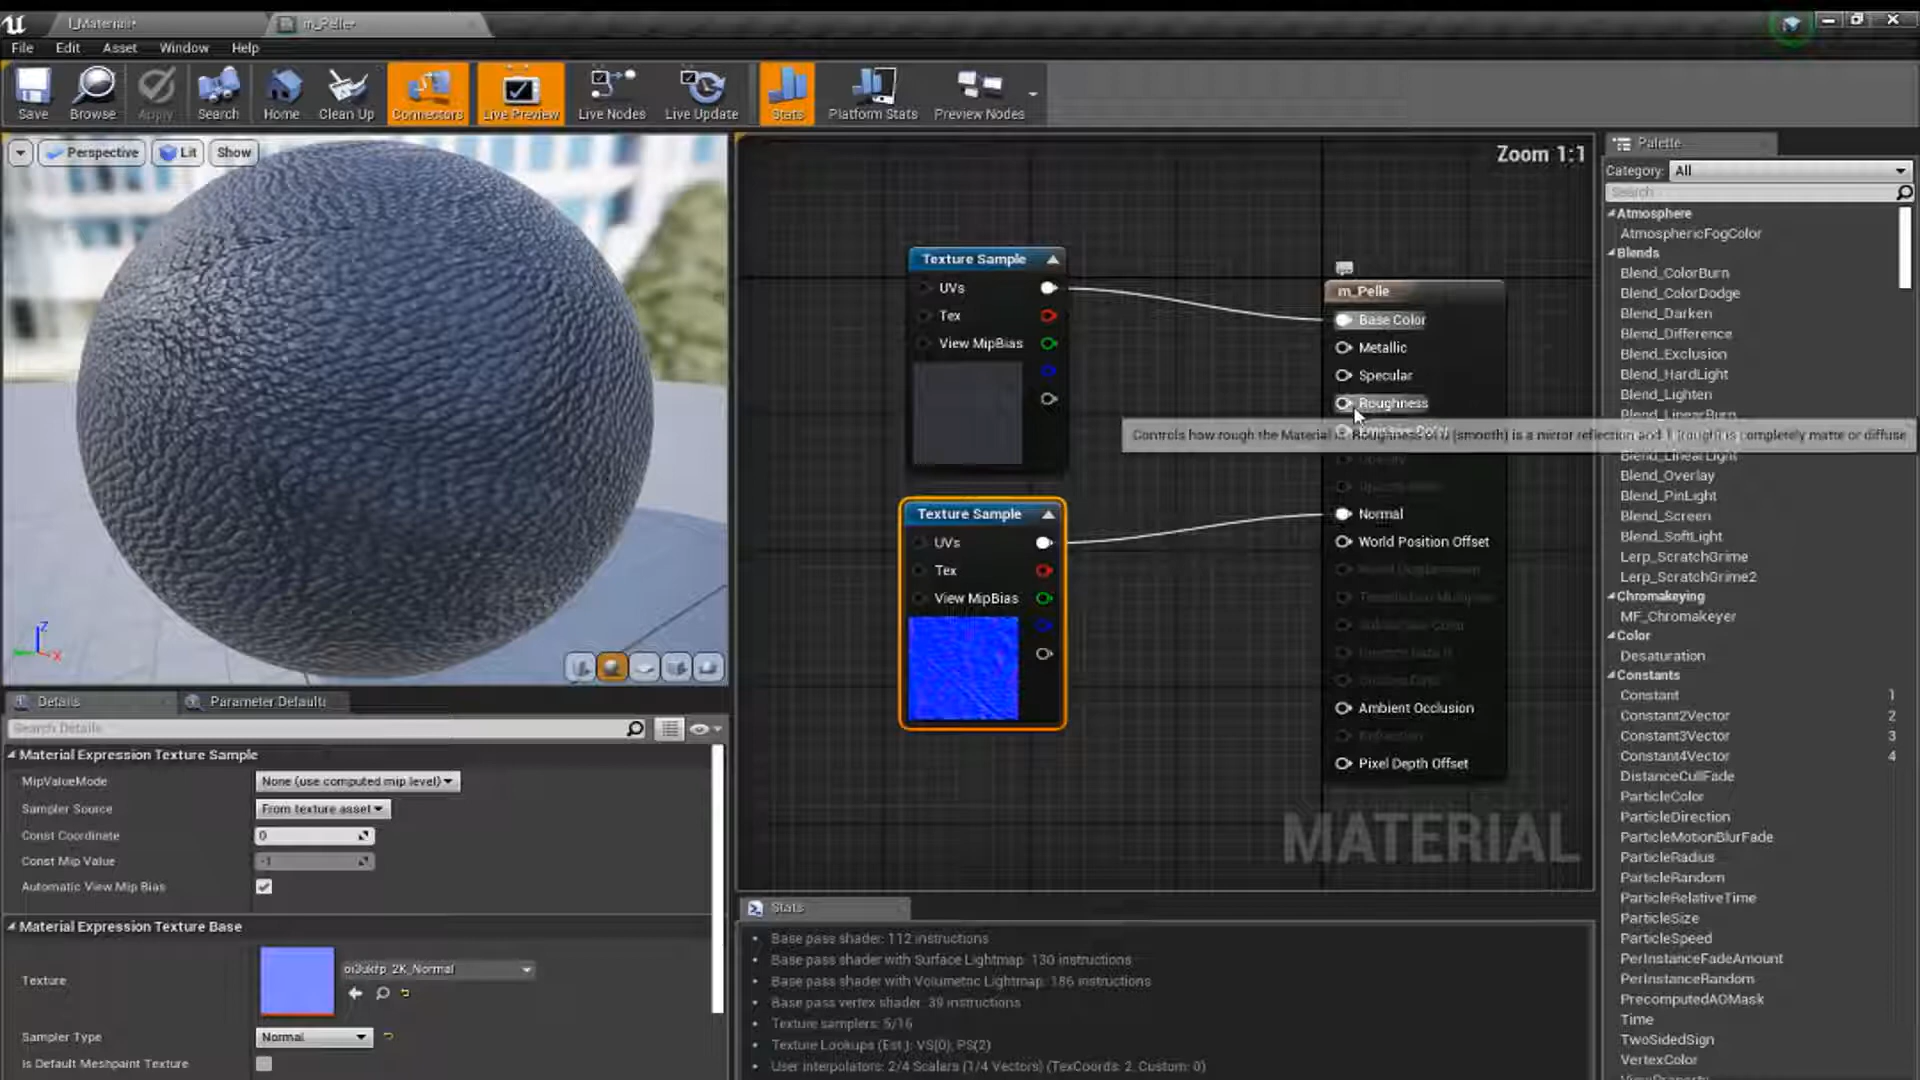 l_Material*
m_Pelle*
File Edit Asset Window Help
Save Browse Apply Search Home Clean Up Connectors Live Preview Live Nodes Live Update Stats Platform Stats Preview Nodes
Perspective Lit Show
Z
X
Zoom 1:1
Texture Sample
UVs
Tex
View MipBias
Texture Sample
UVs
Tex
View MipBias
m_Pelle
Base Color
Metallic
Specular
Roughness
Emissive Color
Normal
World Position Offset
Ambient Occlusion
Refraction
Pixel Depth Offset
MATERIAL
Palette
Category: All
Search
Atmosphere
AtmosphericFogColor
Blends
Blend_ColorBurn
Blend_ColorDodge
Blend_Darken
Blend_Difference
Blend_Exclusion
Blend_HardLight
Blend_Lighten
Blend_LinearBurn
Blend_LinearLight
Blend_Overlay
Blend_PinLight
Blend_Screen
Blend_SoftLight
Lerp_ScratchGrime
Lerp_ScratchGrime2
Chromakeying
MF_Chromakeyer
Color
Desaturation
Constants
Constant 1
Constant2Vector 2
Constant3Vector 3
Constant4Vector 4
DistanceCullFade
ParticleColor
ParticleDirection
ParticleMotionBlurFade
ParticleRadius
ParticleRandom
ParticleRelativeTime
ParticleSize
ParticleSpeed
PerInstanceFadeAmount
PerInstanceRandom
PrecomputedAOMask
Time
TwoSidedSign
VertexColor
Details
Parameter Defaults
Search Details
Material Expression Texture Sample
MipValueMode None (use computed mip level)
Sampler Source From texture asset
Const Coordinate 0
Const Mip Value -1
Automatic View Mip Bias
Material Expression Texture Base
Texture oi3ukfp_2K_Normal
Sampler Type Normal
Is Default Meshpaint Texture
Stats
Base pass shader: 112 instructions
Base pass shader with Surface Lightmap: 130 instructions
Base pass shader with Volumetric Lightmap: 186 instructions
Base pass vertex shader: 39 instructions
Texture samplers: 5/16
Texture Lookups (Est.): VS(0), PS(2)
User interpolators: 2/4 Scalars (1/4 Vectors) (TexCoords: 2, Custom: 0)
Controls how rough the Material is. Roughness of 0 (smooth) is a mirror reflection and 1 (rough) is completely matte or diffuse